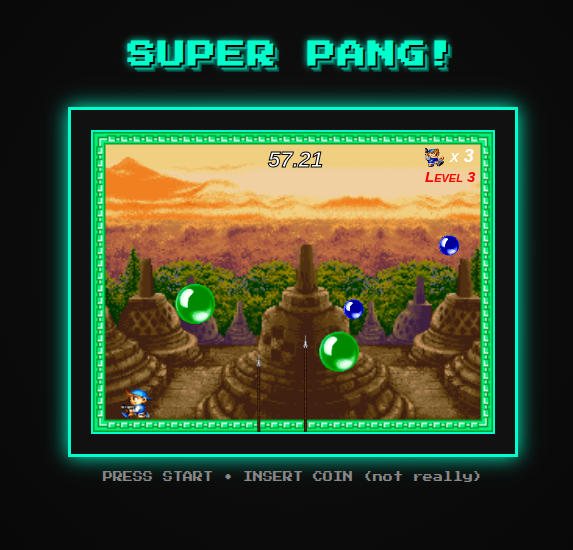 SUPER PANG!
57.21
x 3
Level 3
PRESS START • INSERT COIN (not really)